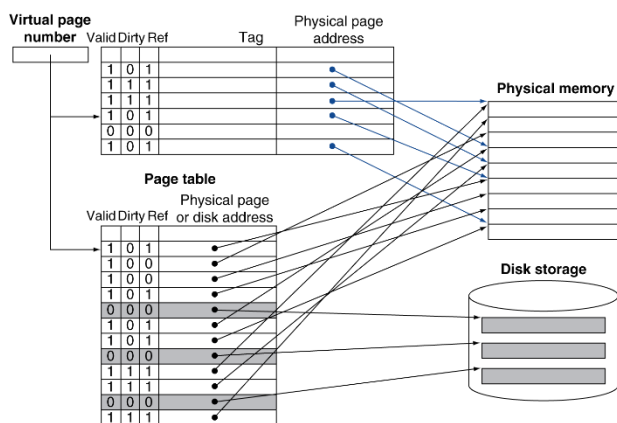 Virtual page
number
Valid Dirty Ref
Tag
Physical page
address
1 0 1
1 1 1
1 1 1
1 0 1
0 0 0
1 0 1
Physical memory
Page table
Valid Dirty Ref
Physical page
or disk address
1 0 1
1 0 0
1 0 0
1 0 1
0 0 0
1 0 1
1 0 1
0 0 0
1 1 1
1 1 1
0 0 0
1 1 1
Disk storage